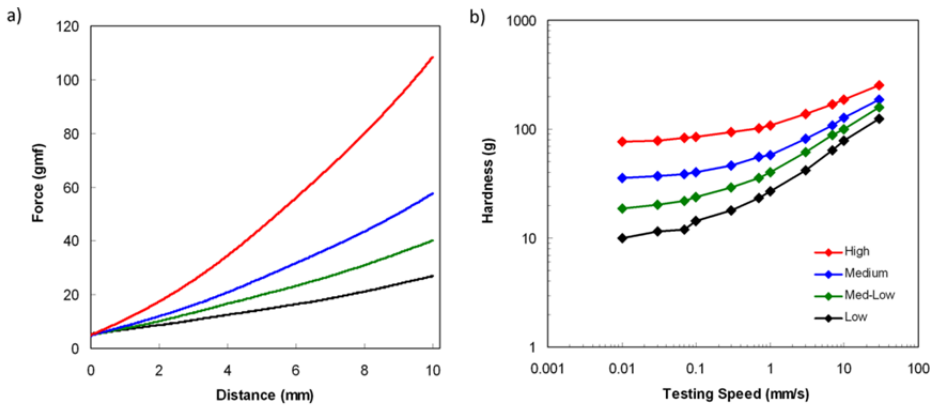 a)
120
100
80
60
40
20
0
Force (gmf)
0 2 4 6 8 10
Distance (mm)
b)
1000
100
10
1
Hardness (g)
High
Medium
Med-Low
Low
0.001 0.01 0.1 1 10 100
Testing Speed (mm/s)